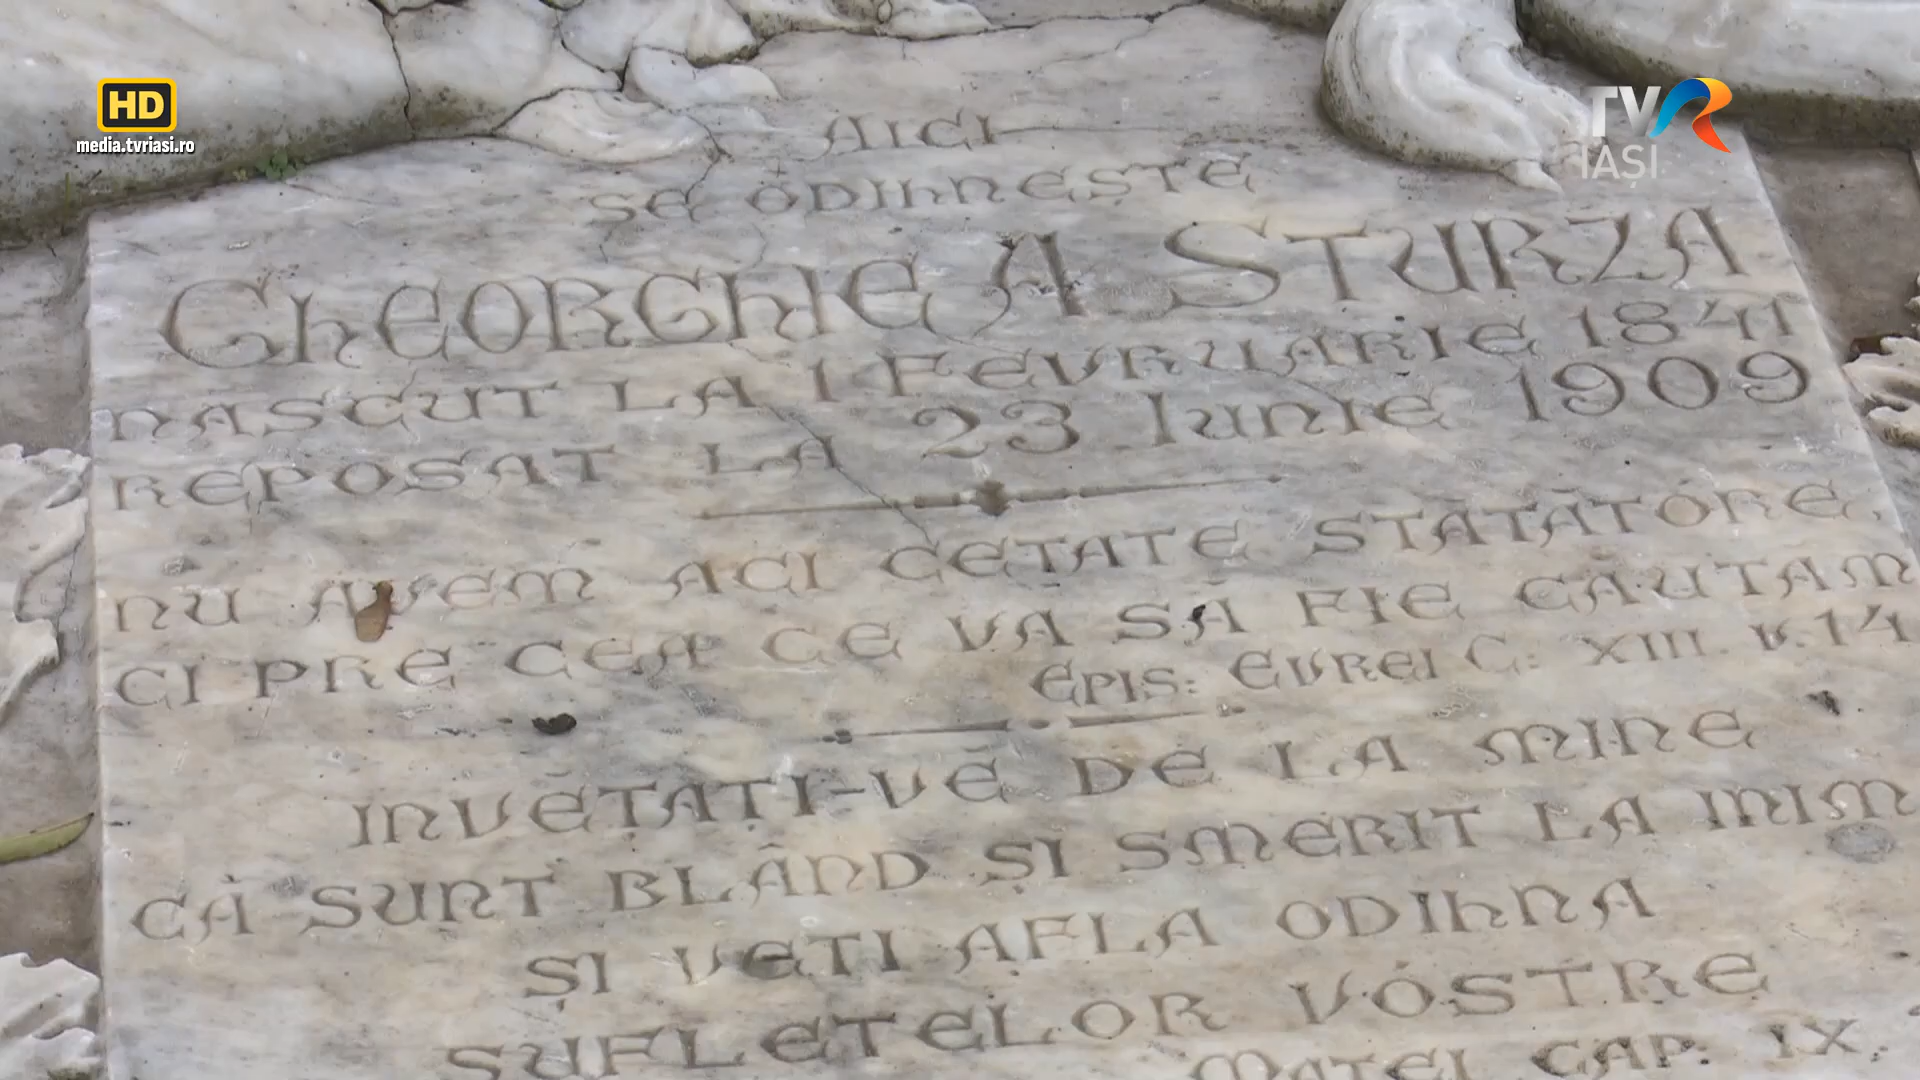 HD
media.tvriasi.ro
TVR
IAȘI
AICI
SE ODIHNEȘTE
GHEORGHE A STURZA
NASCUT LA 1 FEVRUARIE 1841
REPOSAT LA 23 IUNIE 1909
NU AVEM ACI CETATE STĂTĂTÓRE,
CI PRE CEA CE VA SĂ FIE CĂUTAM
EPIS: EVREI C: XIII. V. 14
INVĔȚAȚI-VĔ DE LA MINE
CĂ SUNT BLÂND ȘI SMERIT LA INIM
ȘI VEȚI AFLA ODIHNA
SUFLETELOR VÓSTRE
MATEI CAP: IX.